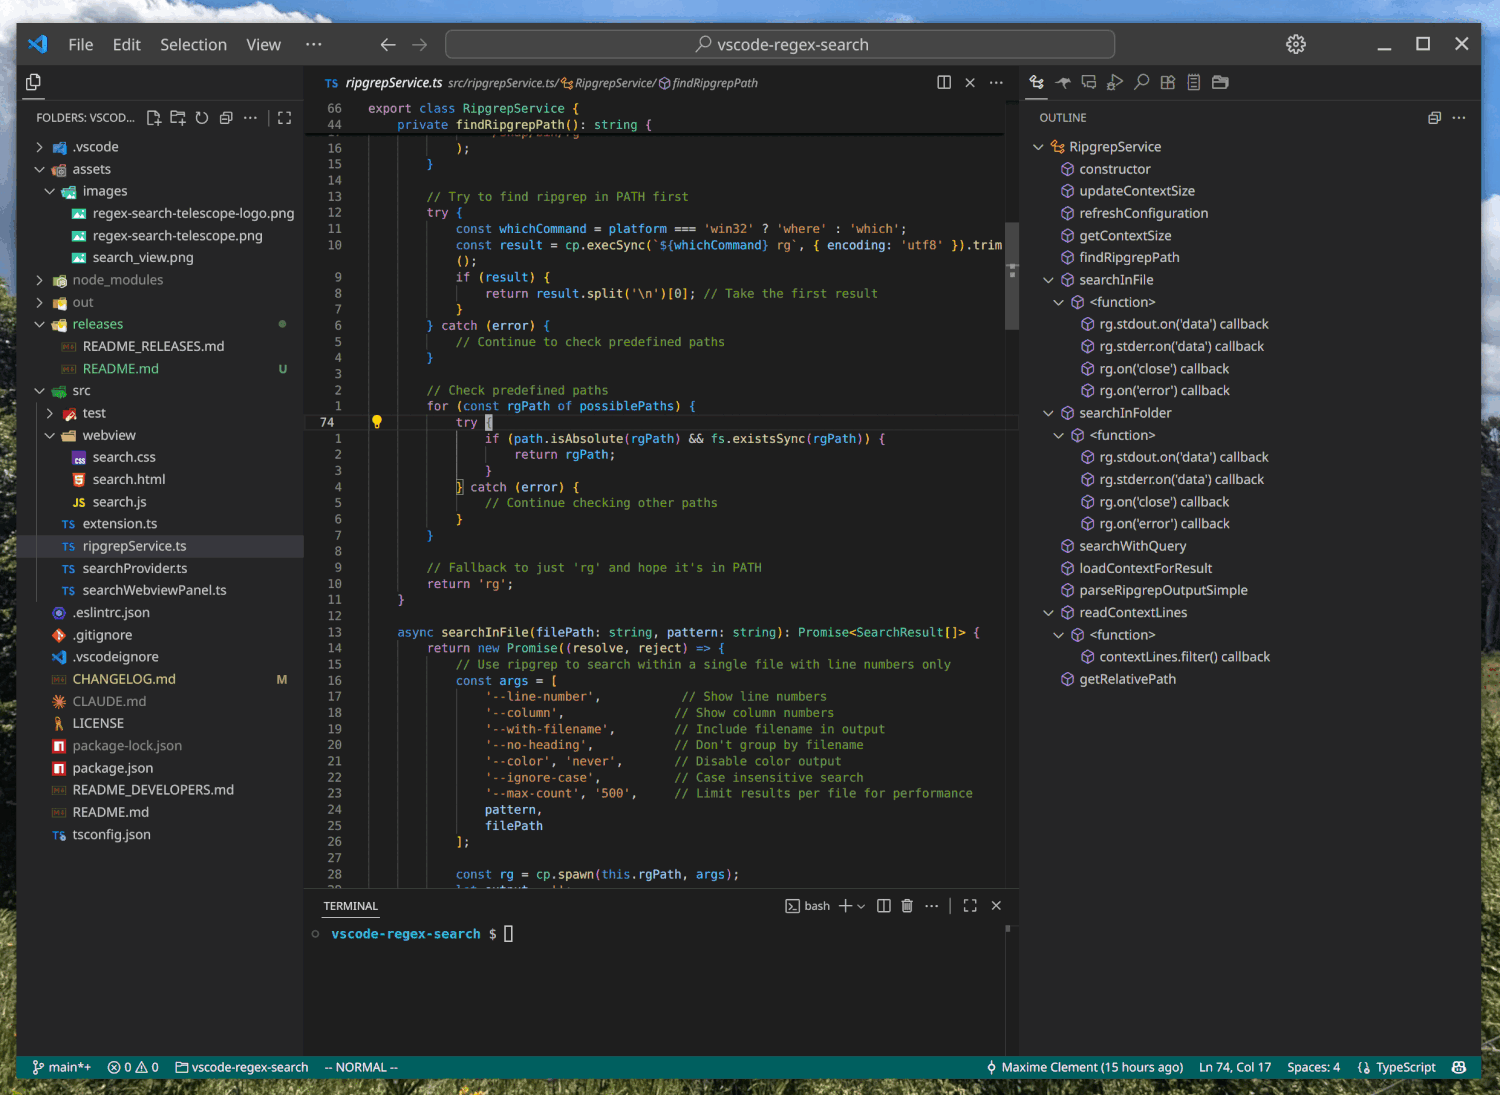 File Edit Selection View ···
vscode-regex-search
FOLDERS: VSCOD...
.vscode
assets
images
regex-search-telescope-logo.png
regex-search-telescope.png
search_view.png
node_modules
out
releases
README_RELEASES.md
README.md U
src
test
webview
search.css
search.html
JS search.js
TS extension.ts
TS ripgrepService.ts
TS searchProvider.ts
TS searchWebviewPanel.ts
.eslintrc.json
.gitignore
.vscodeignore
CHANGELOG.md M
CLAUDE.md
LICENSE
package-lock.json
package.json
README_DEVELOPERS.md
README.md
tsconfig.json
TS ripgrepService.ts src/ripgrepService.ts/ RipgrepService/ findRipgrepPath
66 export class RipgrepService {
44 private findRipgrepPath(): string {
16 );
15 }
14
13 // Try to find ripgrep in PATH first
12 try {
11 const whichCommand = platform === 'win32' ? 'where' : 'which';
10 const result = cp.execSync(`${whichCommand} rg`, { encoding: 'utf8' }).trim
();
9 if (result) {
8 return result.split('\n')[0]; // Take the first result
7 }
6 } catch (error) {
5 // Continue to check predefined paths
4 }
3
2 // Check predefined paths
1 for (const rgPath of possiblePaths) {
74 try {
1 if (path.isAbsolute(rgPath) && fs.existsSync(rgPath)) {
2 return rgPath;
3 }
4 } catch (error) {
5 // Continue checking other paths
6 }
7 }
8
9 // Fallback to just 'rg' and hope it's in PATH
10 return 'rg';
11 }
12
13 async searchInFile(filePath: string, pattern: string): Promise<SearchResult[]> {
14 return new Promise((resolve, reject) => {
15 // Use ripgrep to search within a single file with line numbers only
16 const args = [
17 '--line-number', // Show line numbers
18 '--column', // Show column numbers
19 '--with-filename', // Include filename in output
20 '--no-heading', // Don't group by filename
21 '--color', 'never', // Disable color output
22 '--ignore-case', // Case insensitive search
23 '--max-count', '500', // Limit results per file for performance
24 pattern,
25 filePath
26 ];
27
28 const rg = cp.spawn(this.rgPath, args);
TERMINAL
bash
vscode-regex-search $
OUTLINE
RipgrepService
constructor
updateContextSize
refreshConfiguration
getContextSize
findRipgrepPath
searchInFile
<function>
rg.stdout.on('data') callback
rg.stderr.on('data') callback
rg.on('close') callback
rg.on('error') callback
searchInFolder
<function>
rg.stdout.on('data') callback
rg.stderr.on('data') callback
rg.on('close') callback
rg.on('error') callback
searchWithQuery
loadContextForResult
parseRipgrepOutputSimple
readContextLines
<function>
contextLines.filter() callback
getRelativePath
main*+ 0 0 vscode-regex-search -- NORMAL -- Maxime Clement (15 hours ago) Ln 74, Col 17 Spaces: 4 TypeScript